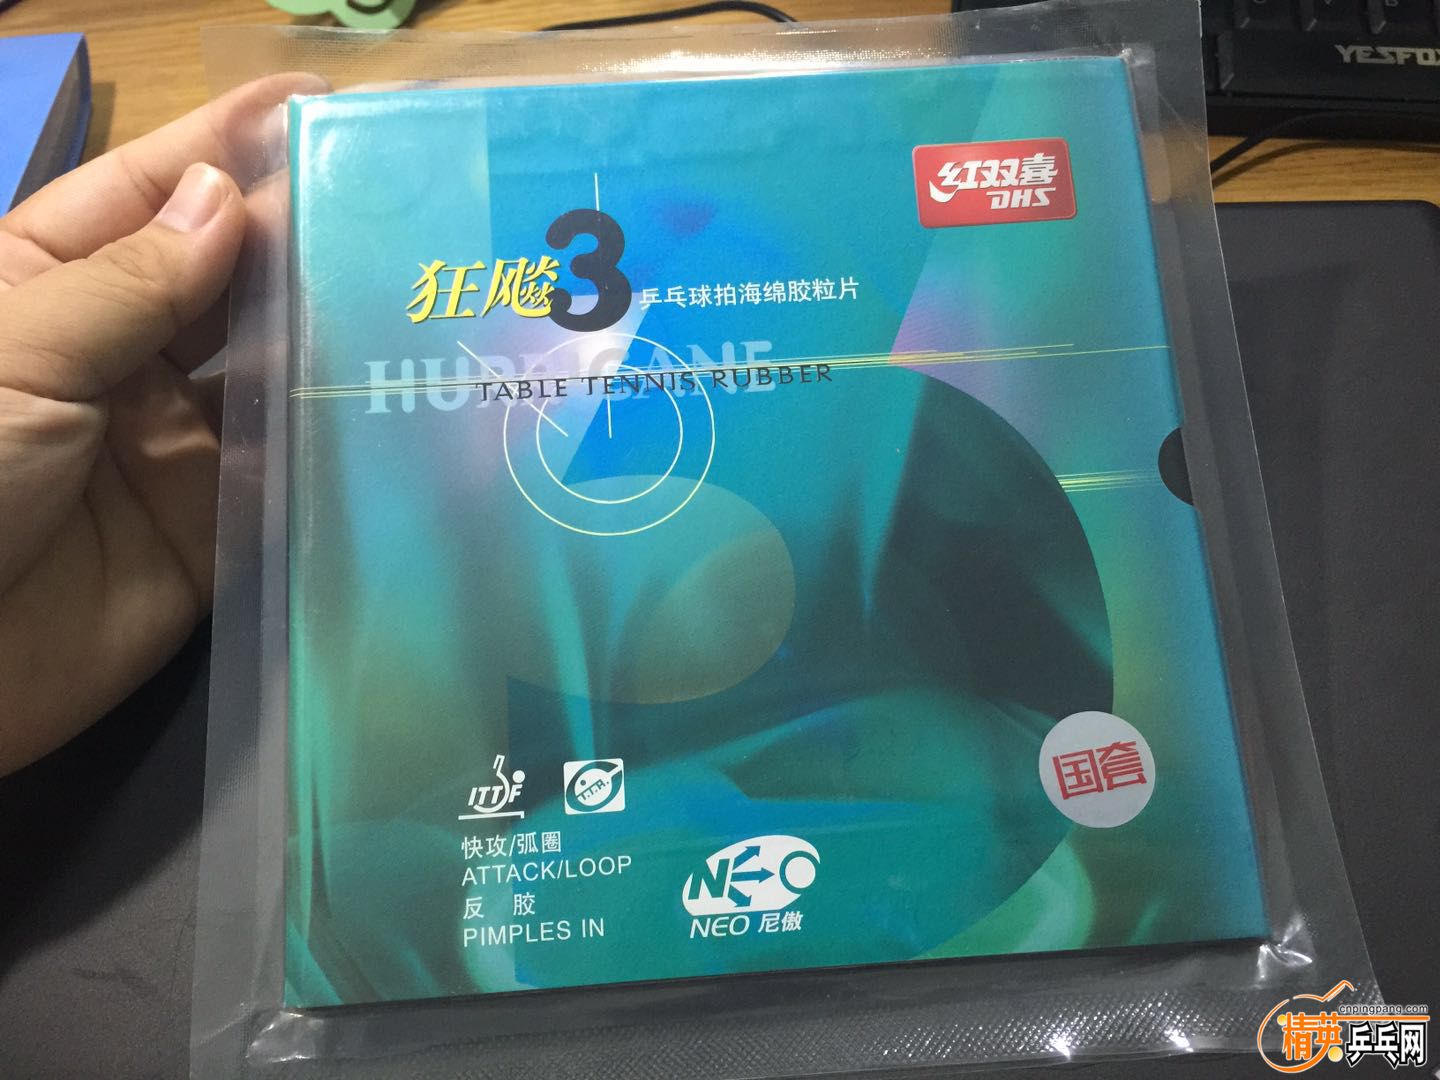 YESFOX
红双喜
DHS
狂飚3
乒乓球拍海绵胶粒片
HURRICANE
TABLE TENNIS RUBBER
国套
ITTF
T.T.R.
快攻/弧圈
ATTACK/LOOP
反 胶
PIMPLES IN
NEO
NEO 尼傲
cnpingpang.com
精英乒乓网